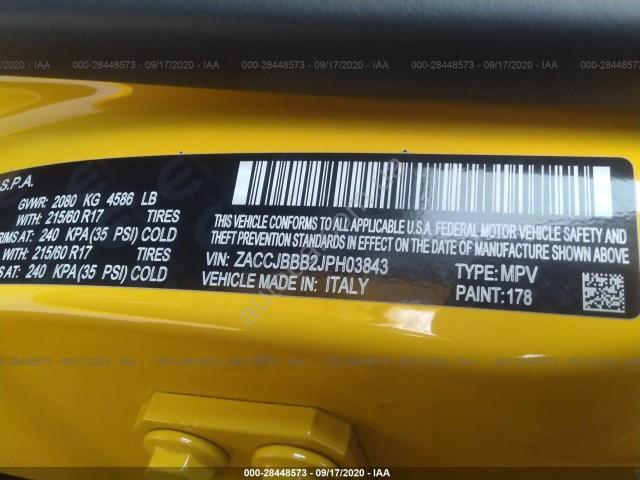 000-28448573 - 09/17/2020 - IAA
S.P.A.
GVWR: 2080 KG 4586 LB
WITH: 215/60 R17 TIRES
RIMS AT: 240 KPA(35 PSI) COLD
WITH: 215/60 R17 TIRES
MS AT: 240 KPA(35 PSI) COLD
THIS VEHICLE CONFORMS TO ALL APPLICABLE U.S.A. FEDERAL MOTOR VEHICLE SAFETY
BUMPER, AND THEFT PREVENTION STANDARDS IN EFFECT ON THE DATE OF MANUFACTURE SHOWN ABOVE
VIN: ZACCJBBB2JPH03843 TYPE: MPV
VEHICLE MADE IN: ITALY PAINT: 178
000-28448573 - 09/17/2020 - IAA